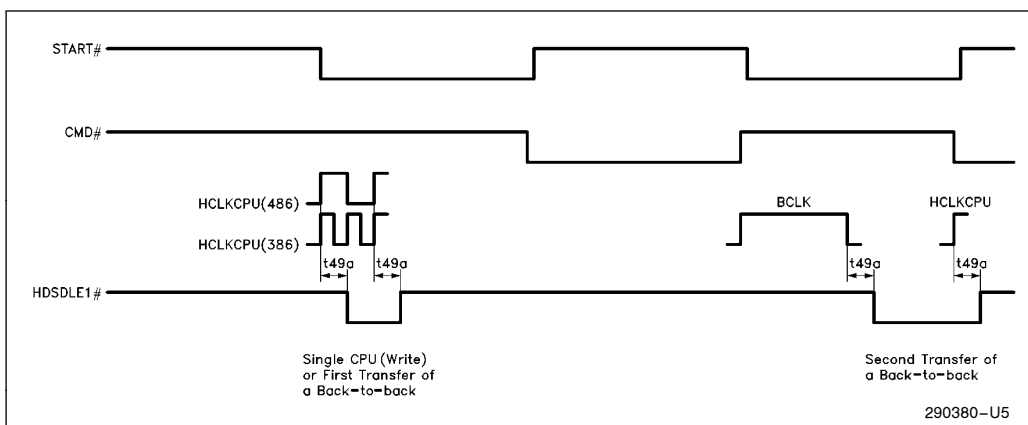 START#
CMD#
HCLKCPU(486)
BCLK
HCLKCPU
HCLKCPU(386)
t49a
t49a
t49a
t49a
HDSDLE1#
Single CPU (Write)
or First Transfer of
a Back-to-back
Second Transfer of
a Back-to-back
290380-U5